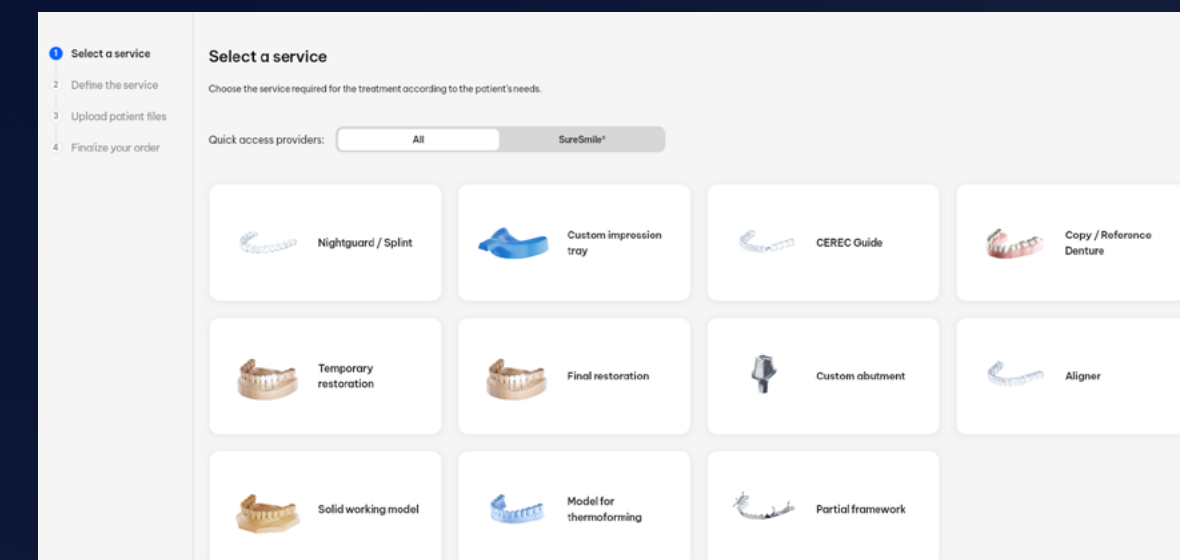 1 Select a service
2 Define the service
3 Upload patient files
4 Finalize your order
Select a service
Choose the service required for the treatment according to the patient's needs.
Quick access providers: All SureSmile®
Nightguard / Splint
Custom impression
tray
CEREC Guide
Copy / Reference
Denture
Temporary
restoration
Final restoration
Custom abutment
Aligner
Solid working model
Model for
thermoforming
Partial framework